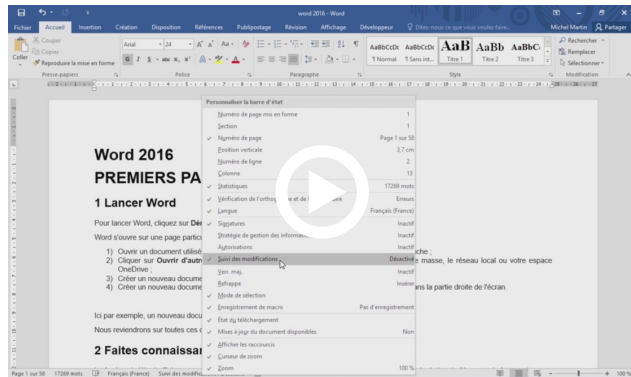 word 2016 - Word
Fichier Accueil Insertion Création Disposition Références Publipostage Révision Affichage Développeur Dites-nous ce que vous voulez faire... Michel Martin Partager
Couper
Copier
Reproduire la mise en forme
Coller
Arial 24
AaBbCcDc AaBbCcDc AaB AaBb AaBbC
¶ Normal ¶ Sans int... Titre 1 Titre 2 Titre 3
Rechercher
Remplacer
Sélectionner
Presse-papiers Police Paragraphe Style Modification
Personnaliser la barre d'état
Numéro de page mis en forme 1
Section 1
Numéro de page Page 1 sur 58
Position verticale 3,7 cm
Numéro de ligne 2
Colonne 13
Statistiques 17269 mots
Vérification de l'ortho Erreurs
Langue Français (France)
Signatures Inactif
Stratégie de gestion des informa Inactif
Autorisations Inactif
Suivi des modifications Désactivé
Verr. maj. Inactif
Refrappe Insérer
Mode de sélection
Enregistrement de macro Pas d'enregistrement
État du téléchargement
Mises à jour du document disponibles Non
Afficher les raccourcis
Curseur de zoom
Zoom 100 %
Word 2016
PREMIERS PA
1 Lancer Word
Pour lancer Word, cliquez sur
Word s'ouvre sur une page partic
1) Ouvrir un document utilisé
2) Cliquer sur Ouvrir d'autr e masse, le réseau local ou votre espace
OneDrive ;
3) Créer un nouveau docume
4) Créer un nouveau docume ns la partie droite de l'écran.
Ici par exemple, un nouveau docu
Nous reviendrons sur toutes ces
2 Faites connaissar
Page 1 sur 58 17269 mots Français (France) Suivi des modific 100 %